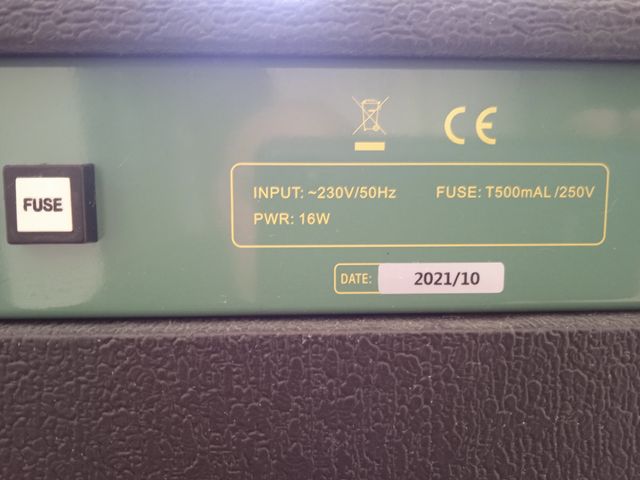 CE
FUSE
INPUT: ~230V/50Hz FUSE: T500mAL /250V
PWR: 16W
DATE: 2021/10